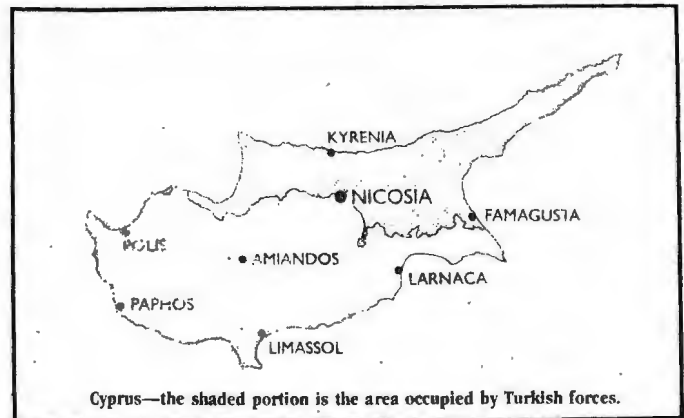 KYRENIA
NICOSIA
FAMAGUSTA
POLIS
AMIANDOS
LARNACA
PAPHOS
LIMASSOL
Cyprus—the shaded portion is the area occupied by Turkish forces.